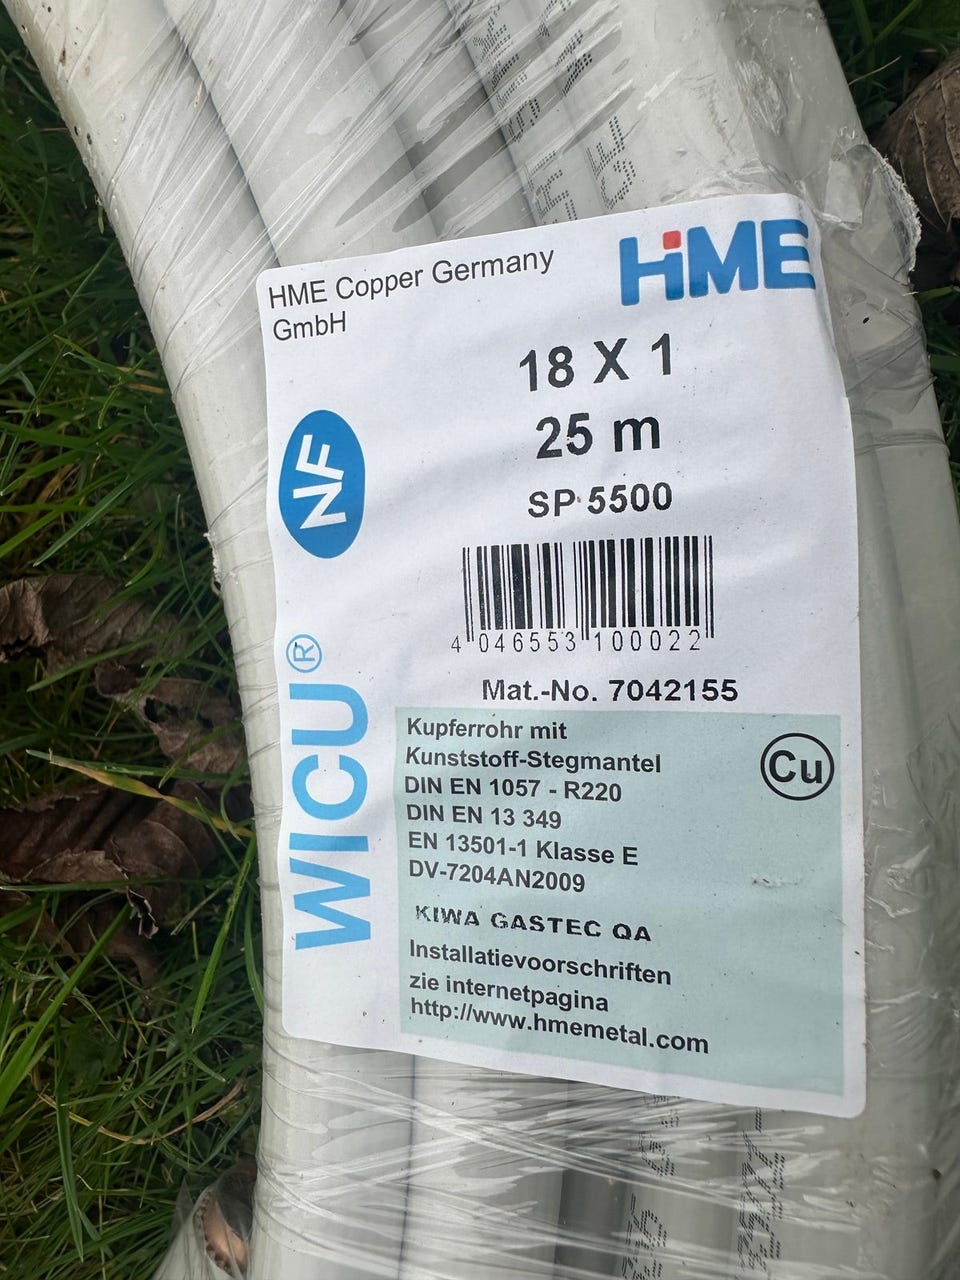 HME Copper Germany
GmbH
HME
18 X 1
25 m
SP 5500
NF
4 046553 100022
Mat.-No. 7042155
WICU®
Kupferrohr mit
Kunststoff-Stegmantel
DIN EN 1057 - R220
DIN EN 13 349
EN 13501-1 Klasse E
DV-7204AN2009
Cu
KIWA GASTEC QA
Installatievoorschriften
zie internetpagina
http://www.hmemetal.com
CE